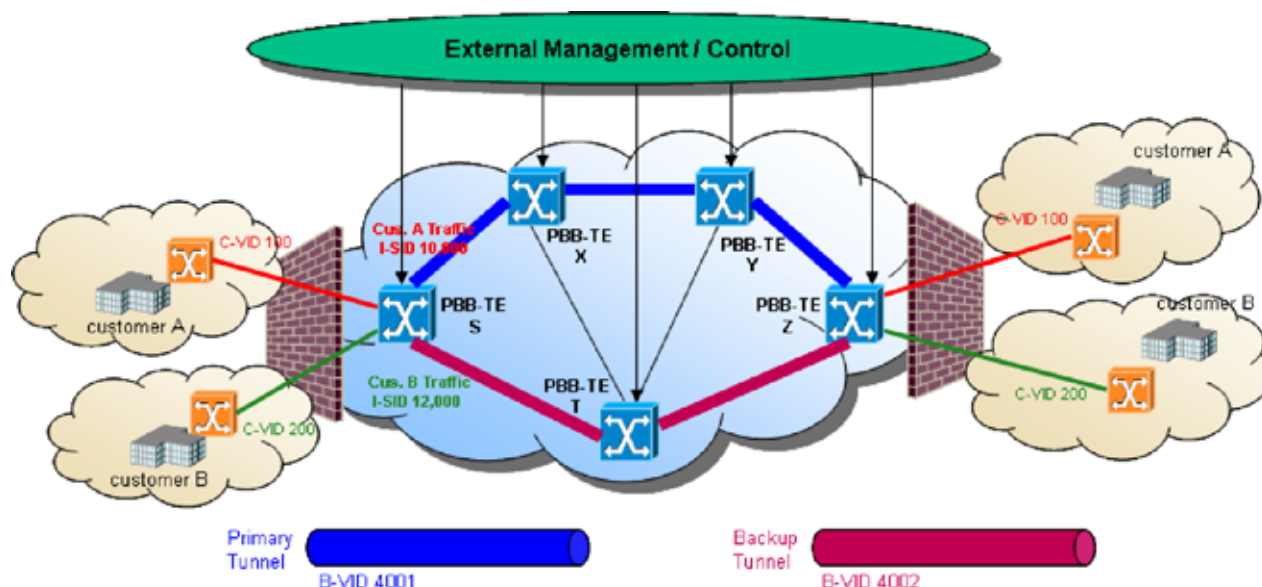 External Management / Control
customer A
C-VID 100
Cus. A Traffic
I-SID 10,000
PBB-TE
X
PBB-TE
Y
C-VID 100
customer A
PBB-TE
S
PBB-TE
Z
customer B
Cus. B Traffic
I-SID 12,000
PBB-TE
T
C-VID 200
C-VID 200
customer B
Primary
Tunnel
B-VID 4001
Backup
Tunnel
B-VID 4002